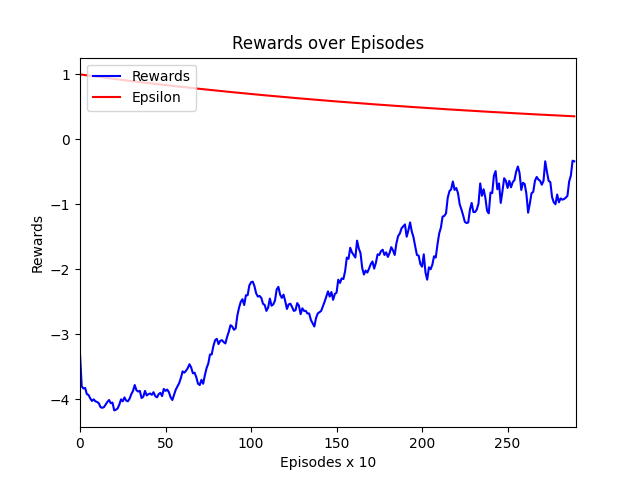 Rewards over Episodes
Rewards
Epsilon
1
0
−1
−2
−3
−4
Rewards
0 50 100 150 200 250
Episodes x 10